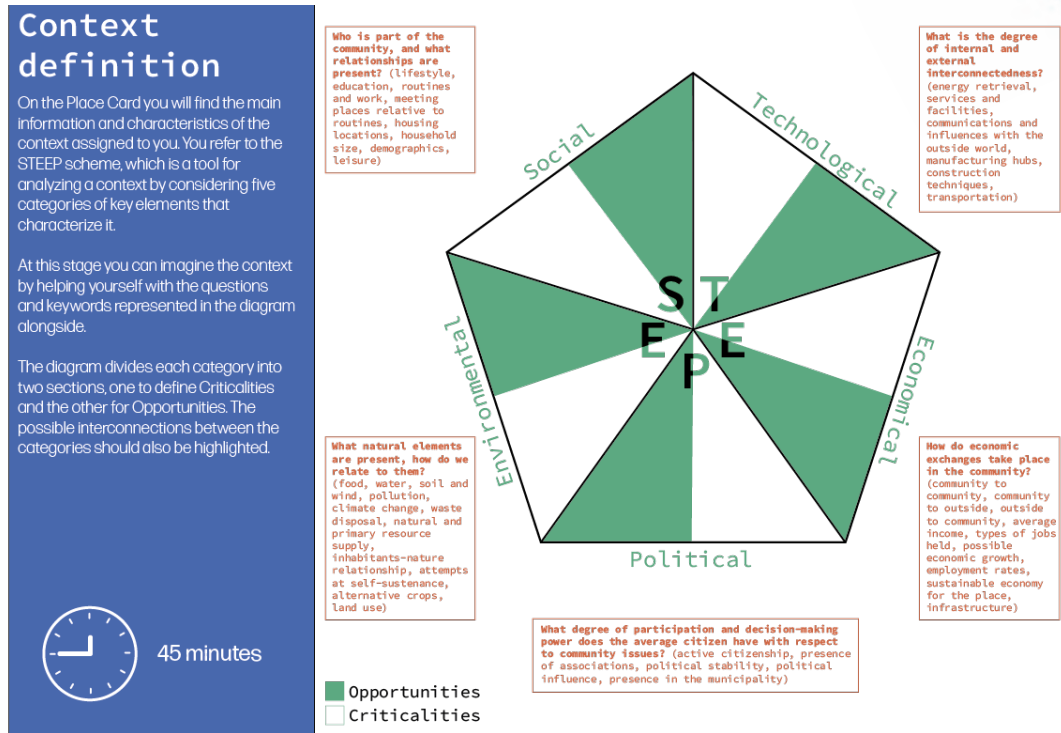 Context
definition
On the Place Card you will find the main
information and characteristics of the
context assigned to you. You refer to the
STEEP scheme, which is a tool for
analyzing a context by considering five
categories of key elements that
characterize it.
At this stage you can imagine the context
by helping yourself with the questions
and keywords represented in the diagram
alongside.
The diagram divides each category into
two sections, one to define Criticalities
and the other for Opportunities. The
possible interconnections between the
categories should also be highlighted.
45 minutes
Who is part of the
community, and what
relationships are
present? (lifestyle,
education, routines
and work, meeting
places relative to
routines, housing
locations, household
size, demographics,
leisure)
What is the degree
of internal and
external
interconnectedness?
(energy retrieval,
services and
facilities,
communications and
influences with the
outside world,
manufacturing hubs,
construction
techniques,
transportation)
Social
Technological
S T
E E
P
Environmental
Economical
Political
What natural elements
are present, how do we
relate to them?
(food, water, soil and
wind, pollution,
climate change, waste
disposal, natural and
primary resource
supply,
inhabitants-nature
relationship, attempts
at self-sustenance,
alternative crops,
land use)
How do economic
exchanges take place
in the community?
(community to
community, community
to outside, outside
to community, average
income, types of jobs
held, possible
economic growth,
employment rates,
sustainable economy
for the place,
infrastructure)
What degree of participation and decision-making
power does the average citizen have with respect
to community issues? (active citizenship, presence
of associations, political stability, political
influence, presence in the municipality)
Opportunities
Criticalities